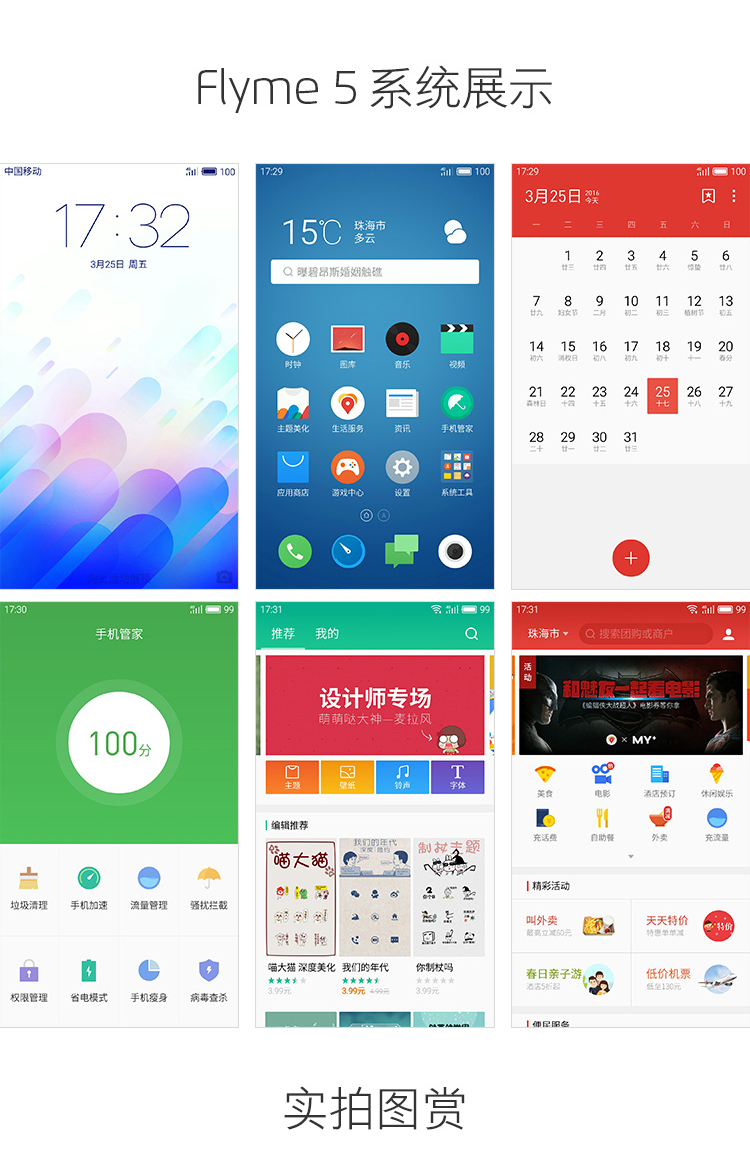 Flyme 5 系统展示
中国移动 100
17:32
3月25日 周五
17:29 100
15℃ 珠海市
多云
曝碧昂斯婚姻触礁
时钟 图库 音乐 视频
主题美化 生活服务 资讯 手机管家
应用商店 游戏中心 设置 系统工具
17:29 100
3月25日 2016
今天
一 二 三 四 五 六 日
1 2 3 4 5 6
廿三 廿四 廿五 廿六 惊蛰 廿八
7 8 9 10 11 12 13
廿九 妇女节 二月 初二 初三 植树节 初五
14 15 16 17 18 19 20
初六 消权日 初八 初九 初十 十一 春分
21 22 23 24 25 26 27
森林日 十四 十五 十六 十七 十八 十九
28 29 30 31
二十 廿一 廿二 廿三
17:30 99
手机管家
100分
垃圾清理 手机加速 流量管理 骚扰拦截
权限管理 省电模式 手机瘦身 病毒查杀
17:31 99
推荐 我的
设计师专场
萌萌哒大神—麦拉风
主题 壁纸 铃声 字体
编辑推荐
喵大猫 我们的年代 制杖主题
喵大猫 深度美化 我们的年代 你制杖吗
3.99元 3.99元 4.99元 3.99元
17:31 99
珠海市 搜索团购或商户
活动
和魅友一起看电影
《蝙蝠侠大战超人》电影券等你拿
× MY+
美食 电影 酒店预订 休闲娱乐
充话费 自助餐 外卖 充流量
精彩活动
叫外卖 天天特价
最高立减50元 特惠单单减
特价
春日亲子游 低价机票
酒店5折起 低至130元
便民服务
实拍图赏